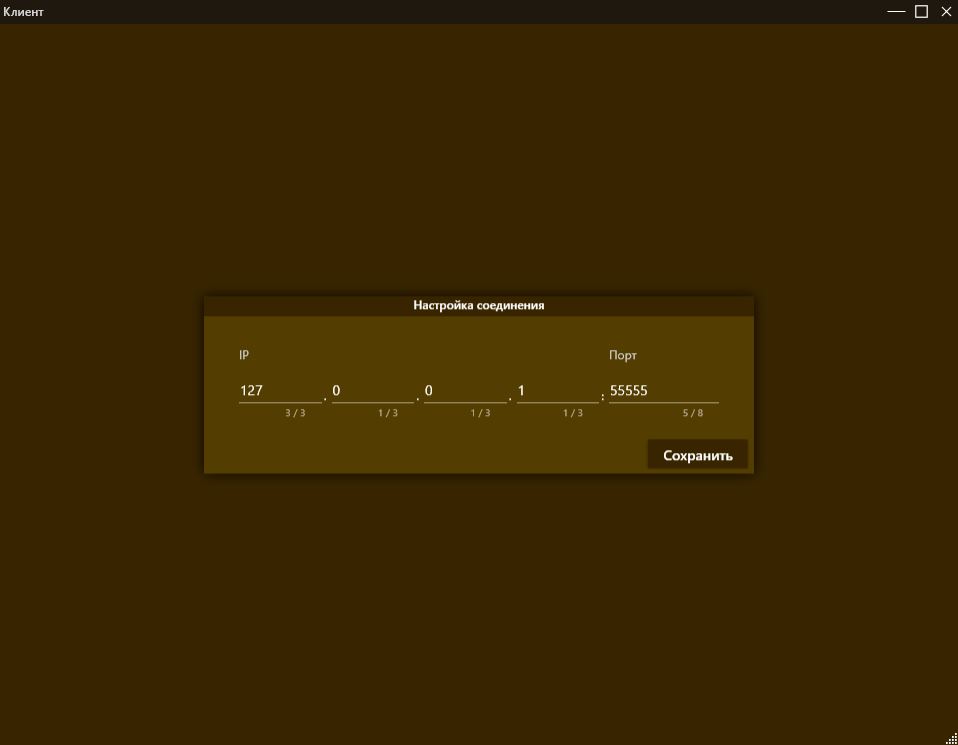 Клиент
Настройка соединения
IP Порт
127 . 0 . 0 . 1 : 55555
3 / 3 1 / 3 1 / 3 1 / 3 5 / 8
Сохранить